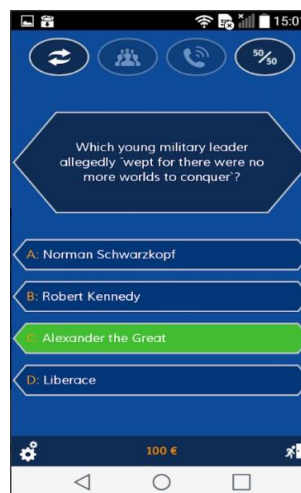 15:01
50/50
Which young military leader
allegedly ´wept for there were no
more worlds to conquer`?
A: Norman Schwarzkopf
B: Robert Kennedy
C: Alexander the Great
D: Liberace
100 €